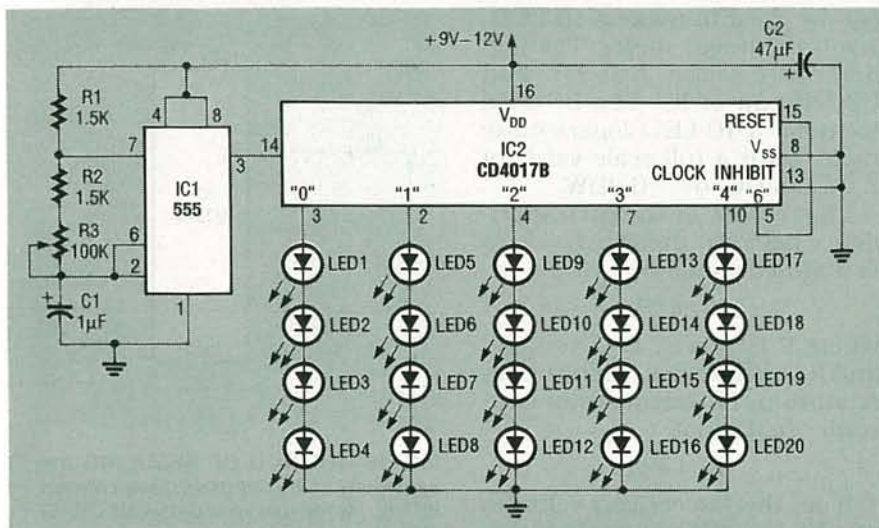 +9V–12V
C2
47µF
+
R1
1.5K
4 8
7
IC1
555
3
14
16
V_DD
IC2
CD4017B
RESET 15
V_SS 8
CLOCK INHIBIT 13
"0" "1" "2" "3" "4" "6"
3 2 4 7 10 5
R2
1.5K
R3
100K
6
2
+
C1
1µF
1
LED1 LED5 LED9 LED13 LED17
LED2 LED6 LED10 LED14 LED18
LED3 LED7 LED11 LED15 LED19
LED4 LED8 LED12 LED16 LED20